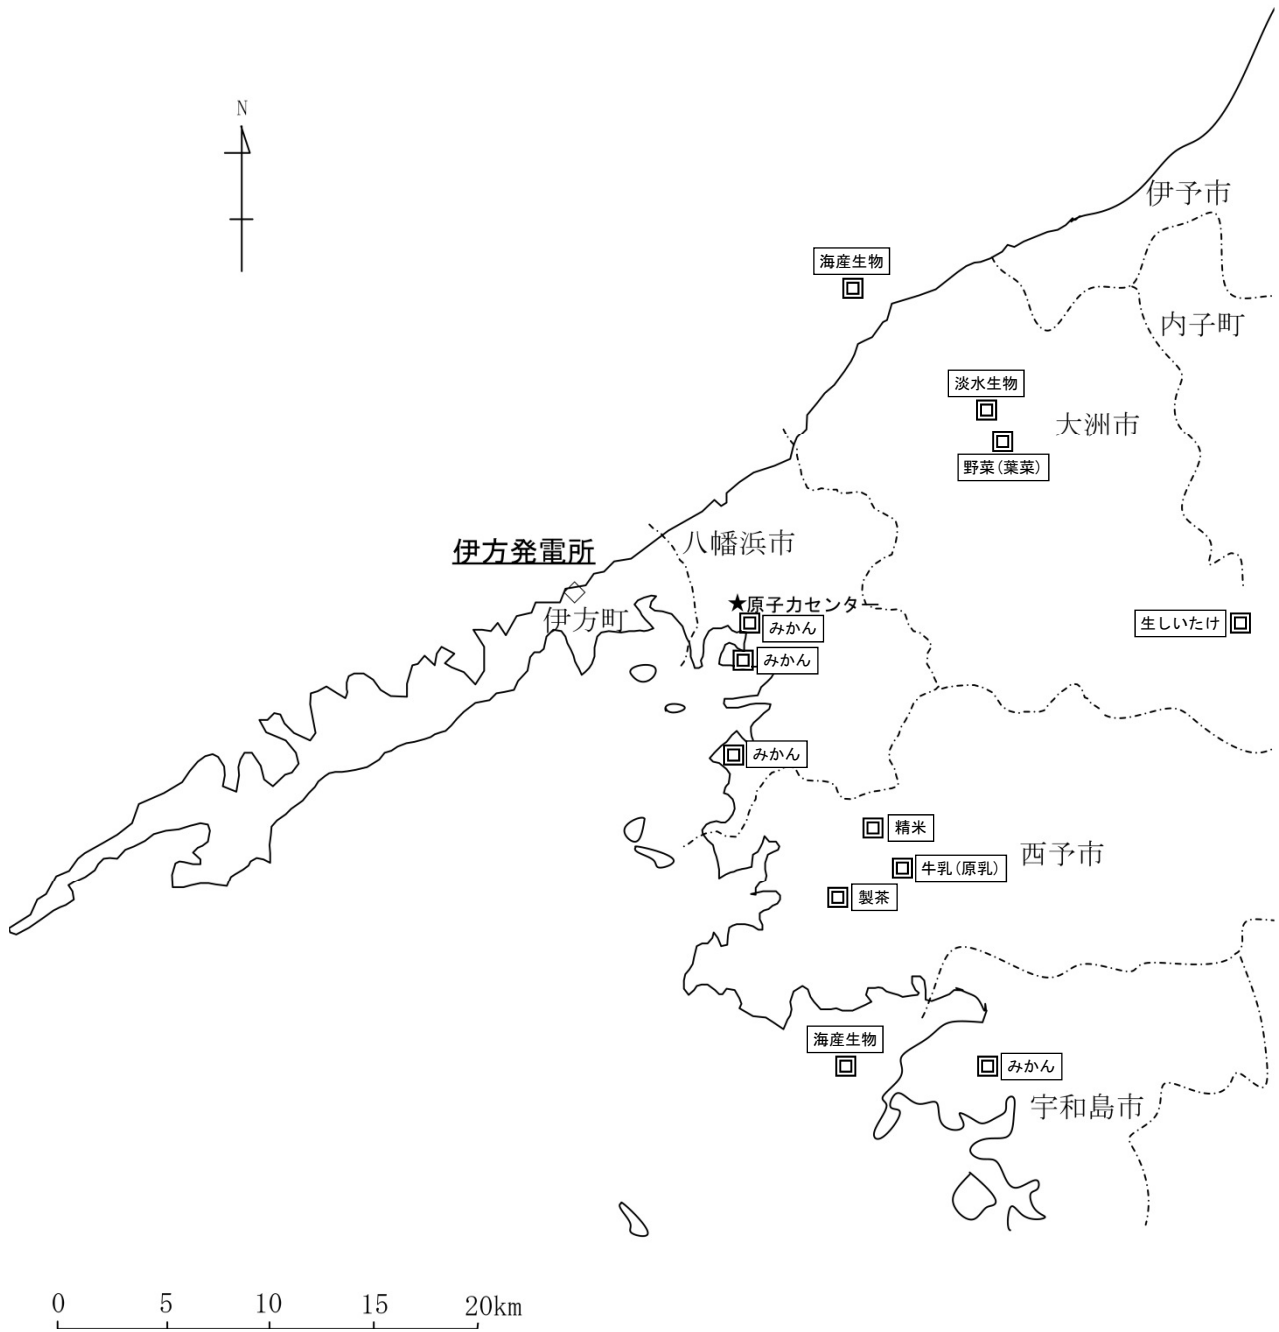 N
伊予市
海産生物
内子町
淡水生物
大洲市
野菜(葉菜)
八幡浜市
伊方発電所
★原子力センター
伊方町
生しいたけ
みかん
みかん
みかん
精米
西予市
牛乳(原乳)
製茶
海産生物
みかん
宇和島市
0 5 10 15 20km